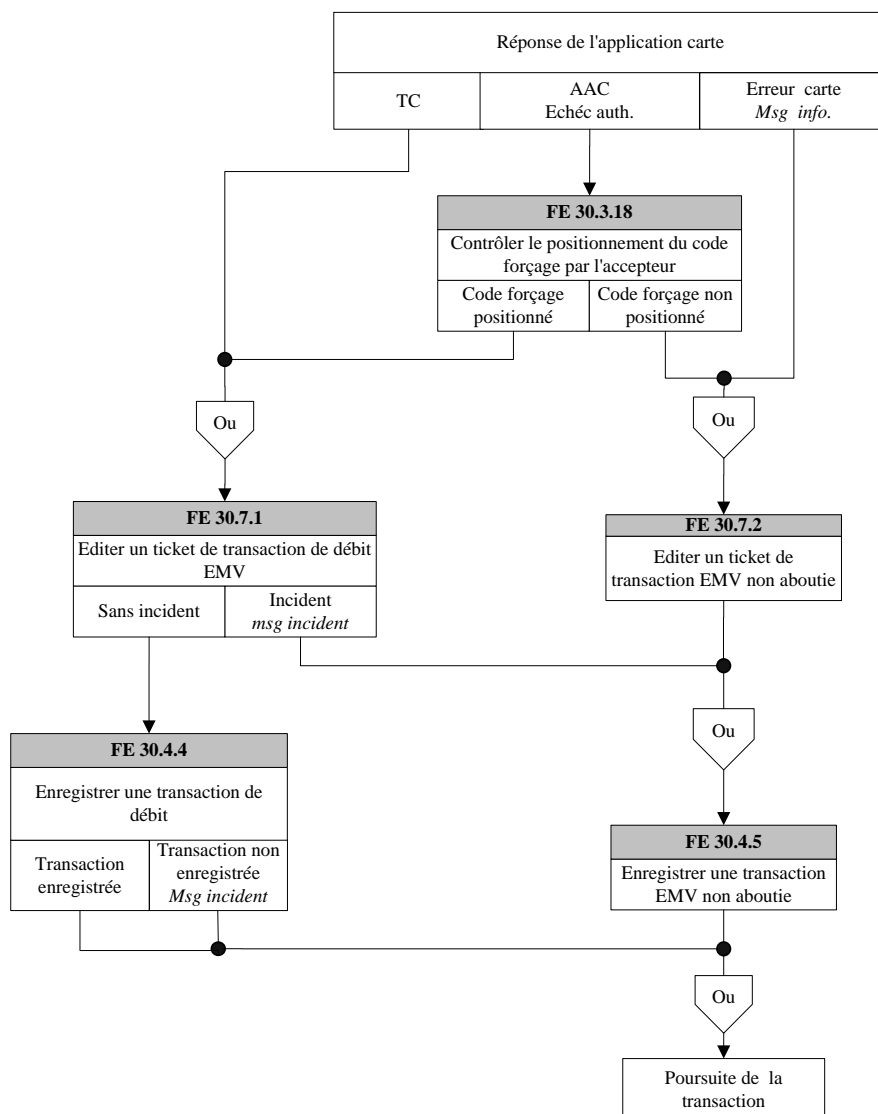 Réponse de l'application carte
TC
AAC
Echéc auth.
Erreur carte
Msg info.
FE 30.3.18
Contrôler le positionnement du code
forçage par l'accepteur
Code forçage
positionné
Code forçage non
positionné
Ou
Ou
FE 30.7.1
Editer un ticket de transaction de débit
EMV
Sans incident
Incident
msg incident
FE 30.7.2
Editer un ticket de
transaction EMV non aboutie
Ou
FE 30.4.4
Enregistrer une transaction de
débit
Transaction
enregistrée
Transaction non
enregistrée
Msg incident
FE 30.4.5
Enregistrer une transaction
EMV non aboutie
Ou
Poursuite de la
transaction